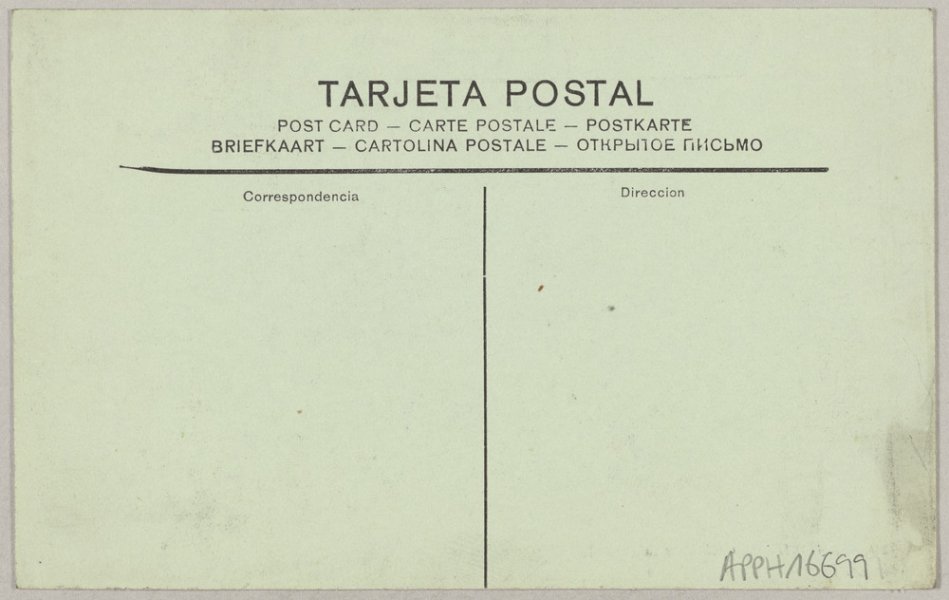 TARJETA POSTAL
POST CARD — CARTE POSTALE — POSTKARTE
BRIEFKAART — CARTOLINA POSTALE — ОТКРЫТОЕ ПИСЬМО
Correspondencia
Direccion
APPH16699